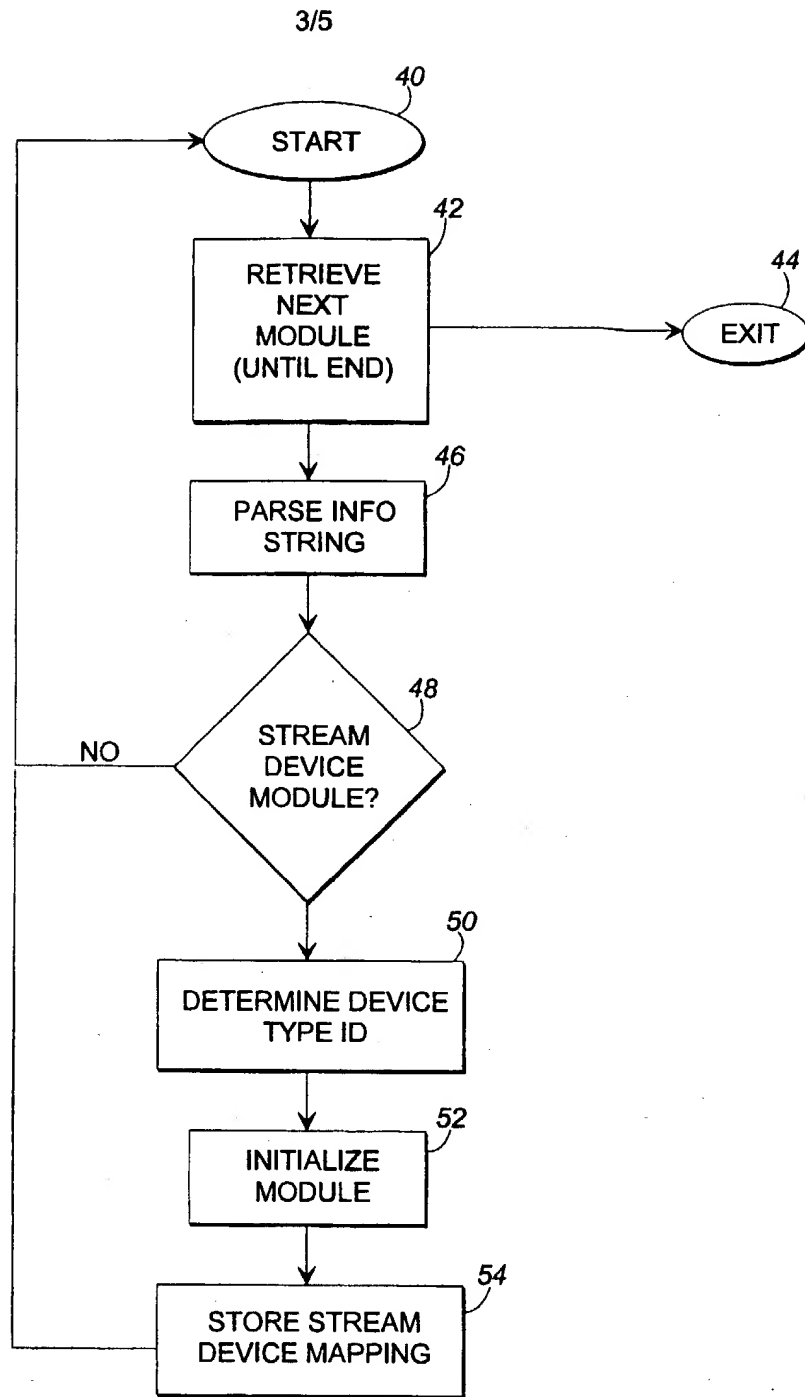 3/5
40
START
42
RETRIEVE
NEXT
MODULE
(UNTIL END)
44
EXIT
46
PARSE INFO
STRING
48
STREAM
DEVICE
MODULE?
NO
50
DETERMINE DEVICE
TYPE ID
52
INITIALIZE
MODULE
54
STORE STREAM
DEVICE MAPPING